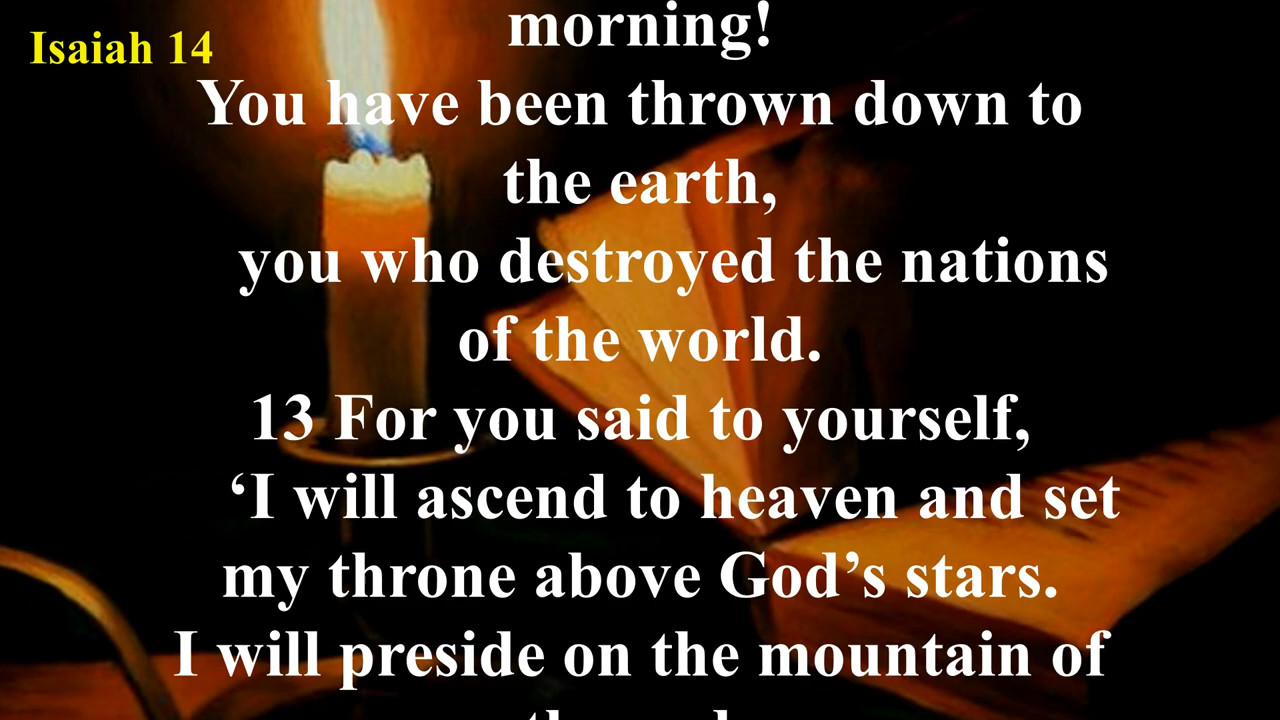 Isaiah 14
morning!
You have been thrown down to
the earth,
you who destroyed the nations
of the world.
13 For you said to yourself,
‘I will ascend to heaven and set
my throne above God’s stars.
I will preside on the mountain of